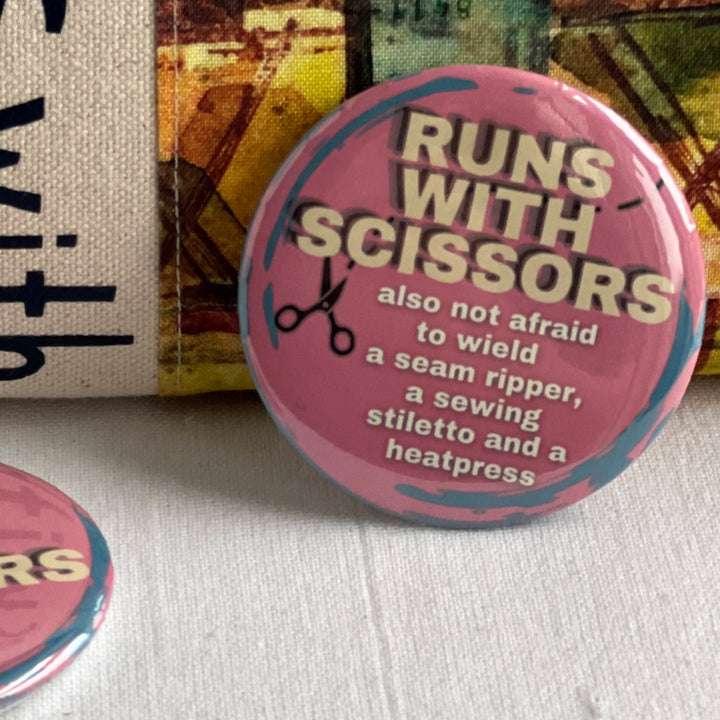 with
RUNS
WITH
SCISSORS
also not afraid
to wield
a seam ripper,
a sewing
stiletto and a
heatpress
RS